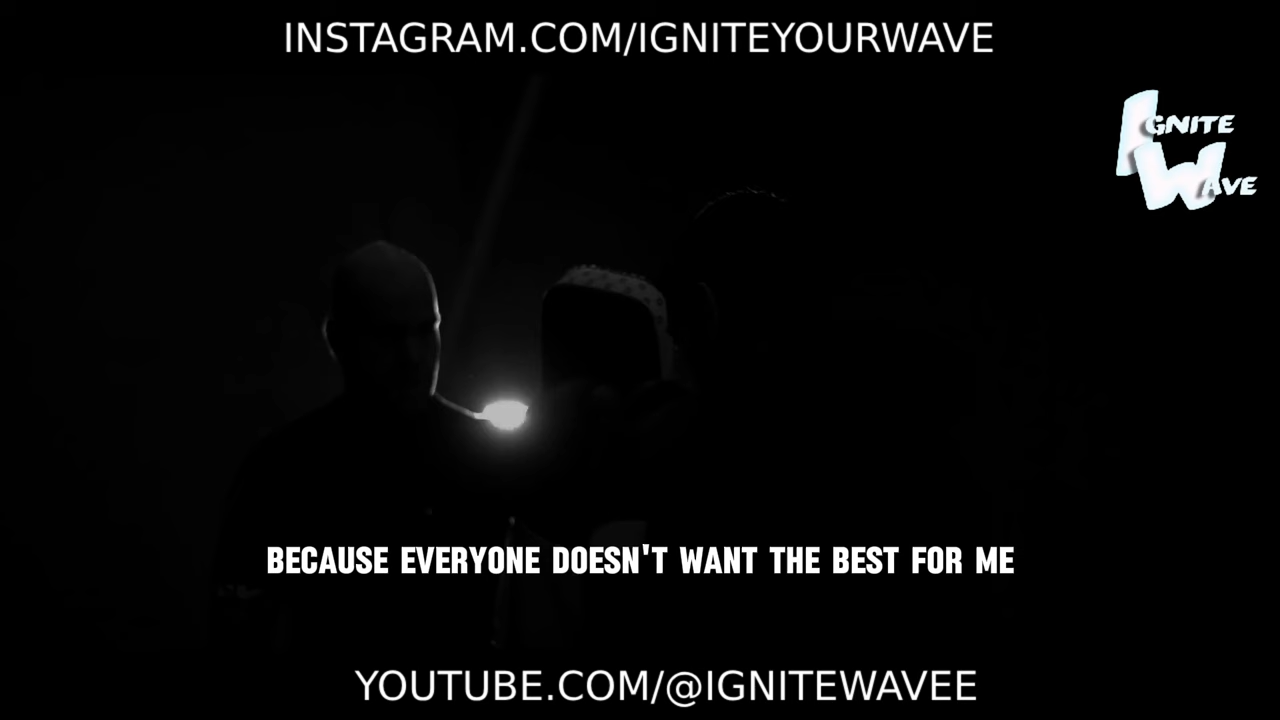 INSTAGRAM.COM/IGNITEYOURWAVE
IGNITE
WAVE
BECAUSE EVERYONE DOESN'T WANT THE BEST FOR ME
YOUTUBE.COM/@IGNITEWAVEE